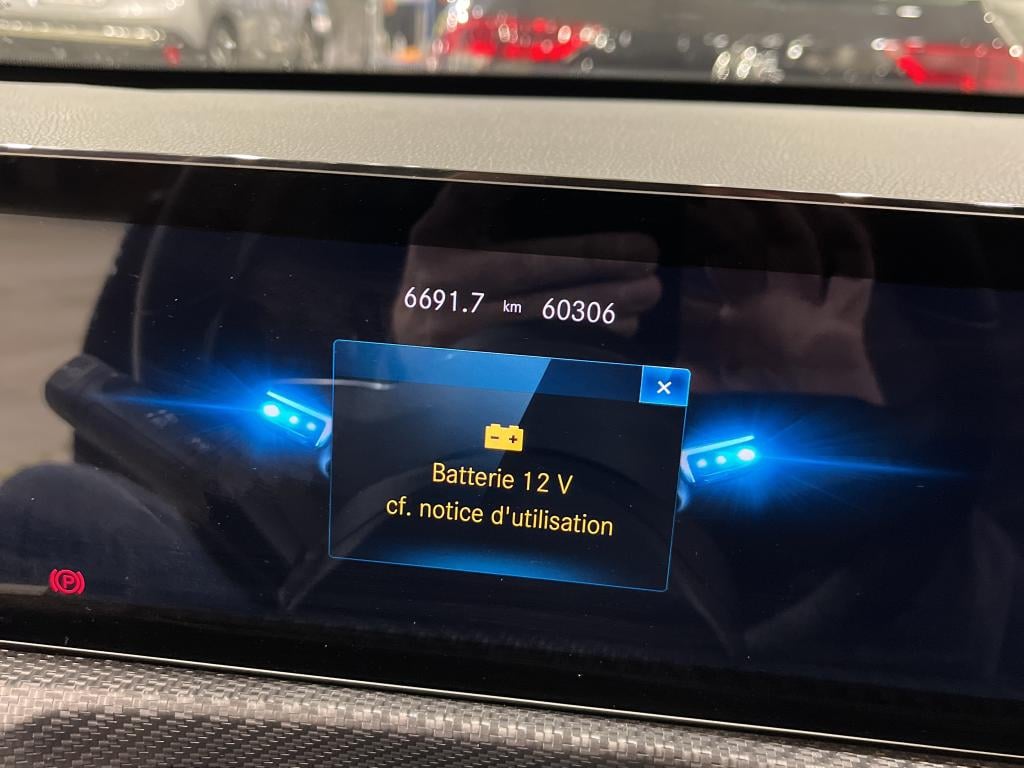 6691.7 km 60306
Batterie 12 V
cf. notice d'utilisation
P